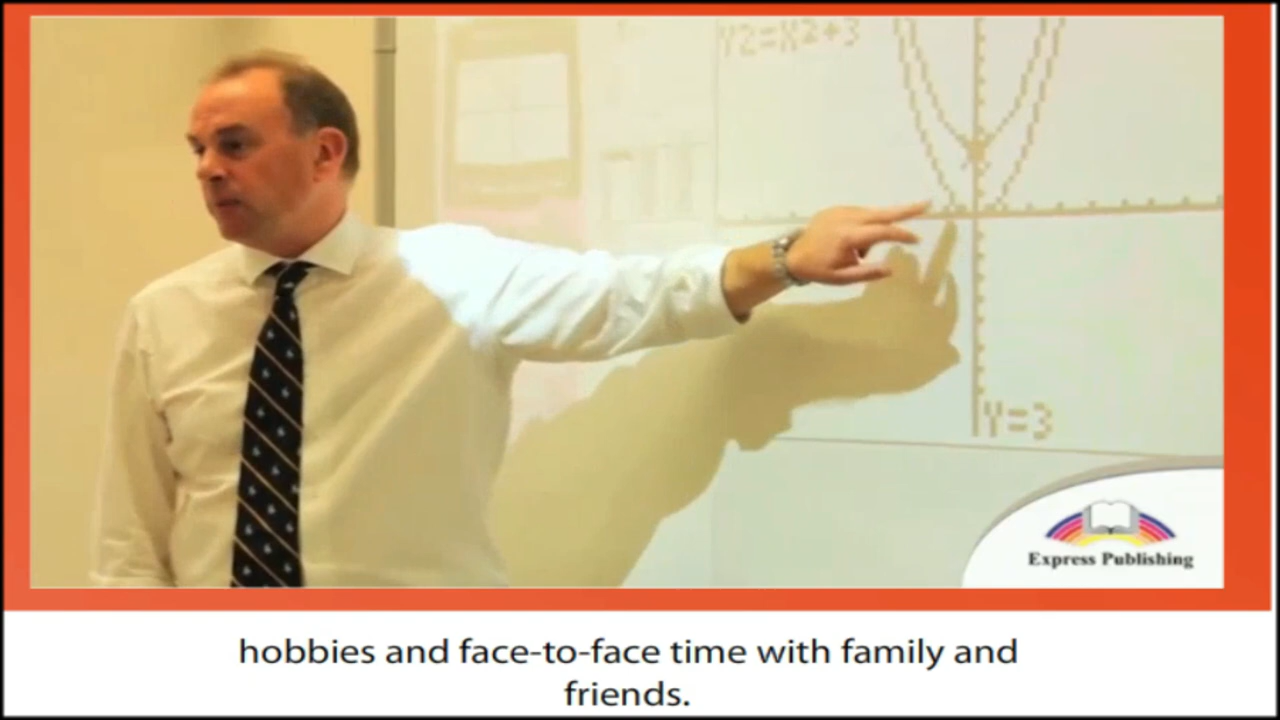 Y2=X2+3
Y=3
Express Publishing
hobbies and face-to-face time with family and
friends.